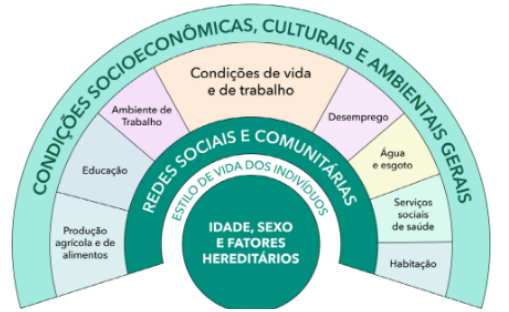 CONDIÇÕES SOCIOECONÔMICAS, CULTURAIS E AMBIENTAIS GERAIS
Condições de vida
e de trabalho
Ambiente de
Trabalho
Desemprego
Educação
Água
e esgoto
Produção
agrícola e de
alimentos
Serviços
sociais
de saúde
Habitação
REDES SOCIAIS E COMUNITÁRIAS
ESTILO DE VIDA DOS INDIVÍDUOS
IDADE, SEXO
E FATORES
HEREDITÁRIOS